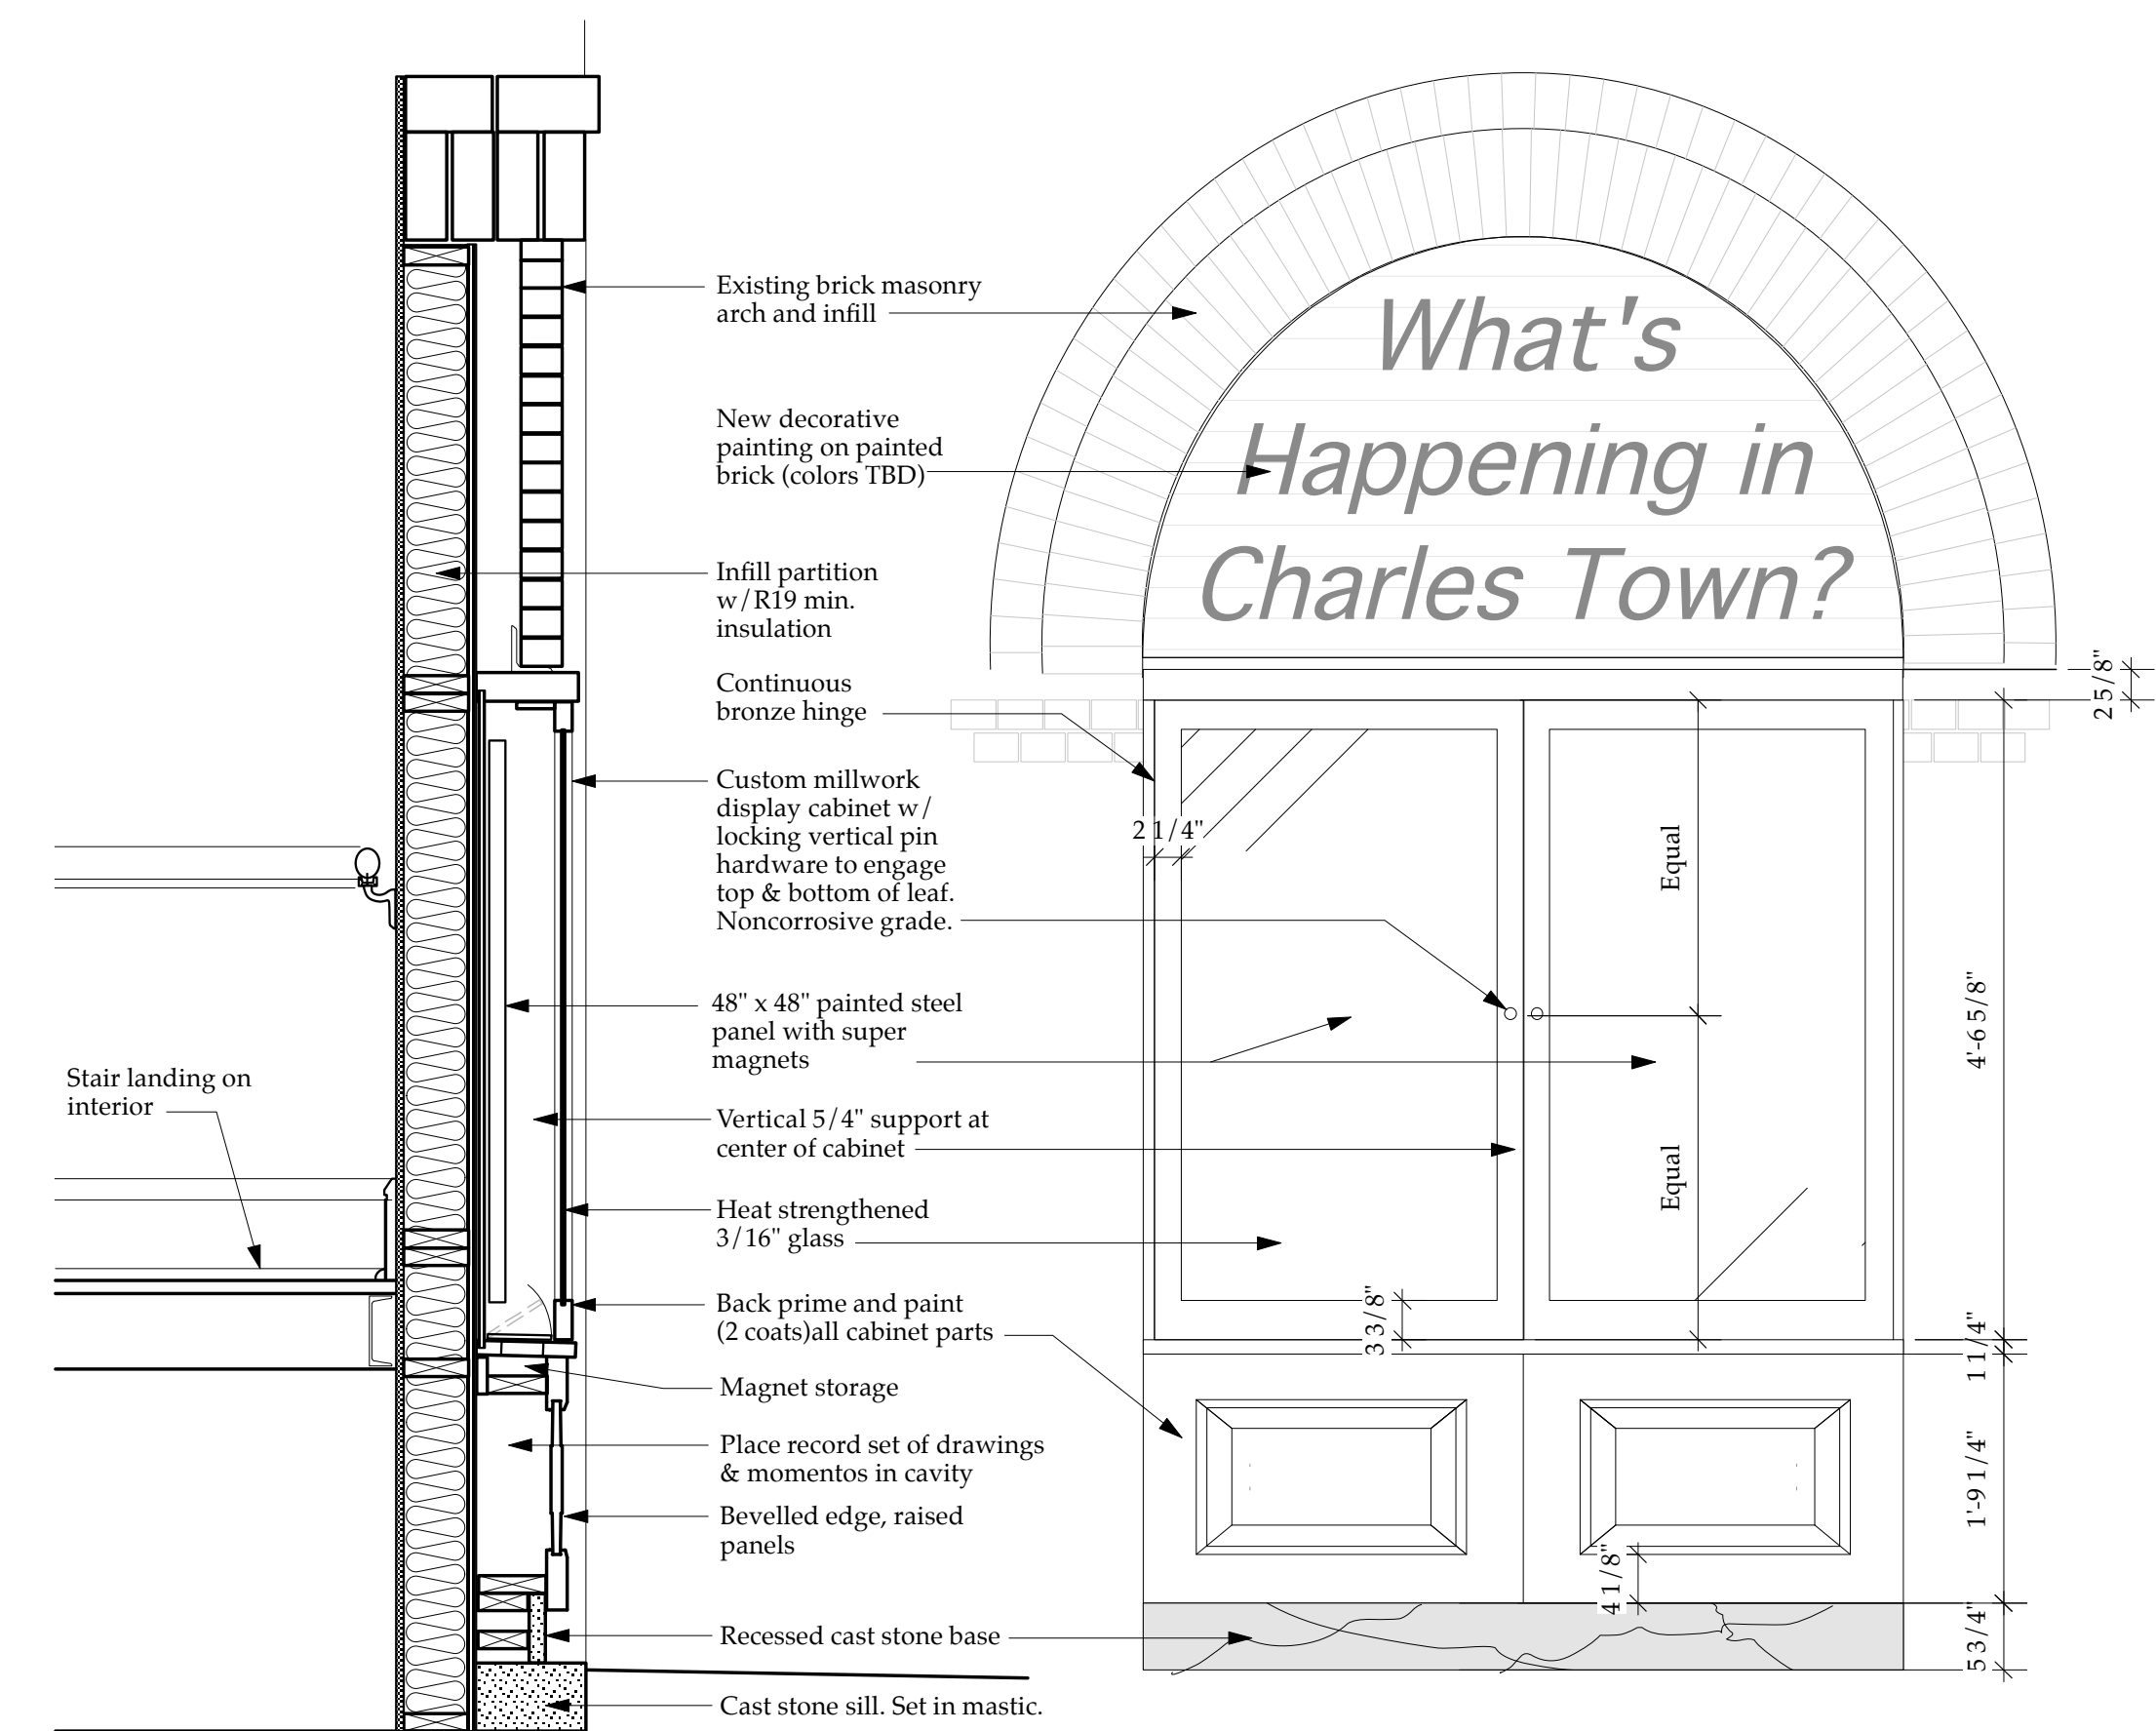 Existing brick masonry
arch and infill
New decorative
painting on painted
brick (colors TBD)
Infill partition
w/R19 min.
insulation
Continuous
bronze hinge
Custom millwork
display cabinet w/
locking vertical pin
hardware to engage
top & bottom of leaf.
Noncorrosive grade.
48" x 48" painted steel
panel with super
magnets
Stair landing on
interior
Vertical 5/4" support at
center of cabinet
Heat strengthened
3/16" glass
Back prime and paint
(2 coats)all cabinet parts
Magnet storage
Place record set of drawings
& momentos in cavity
Bevelled edge, raised
panels
Recessed cast stone base
Cast stone sill. Set in mastic.
What's
Happening in
Charles Town?
2 5/8"
2 1/4"
Equal
4'-6 5/8"
Equal
3 3/8"
1 1/4"
1'-9 1/4"
4 1/8"
5 3/4"